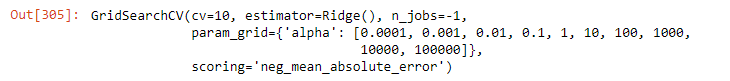 Out[305]: GridSearchCV(cv=10, estimator=Ridge(), n_jobs=-1,
param_grid={'alpha': [0.0001, 0.001, 0.01, 0.1, 1, 10, 100, 1000,
10000, 100000]},
scoring='neg_mean_absolute_error')